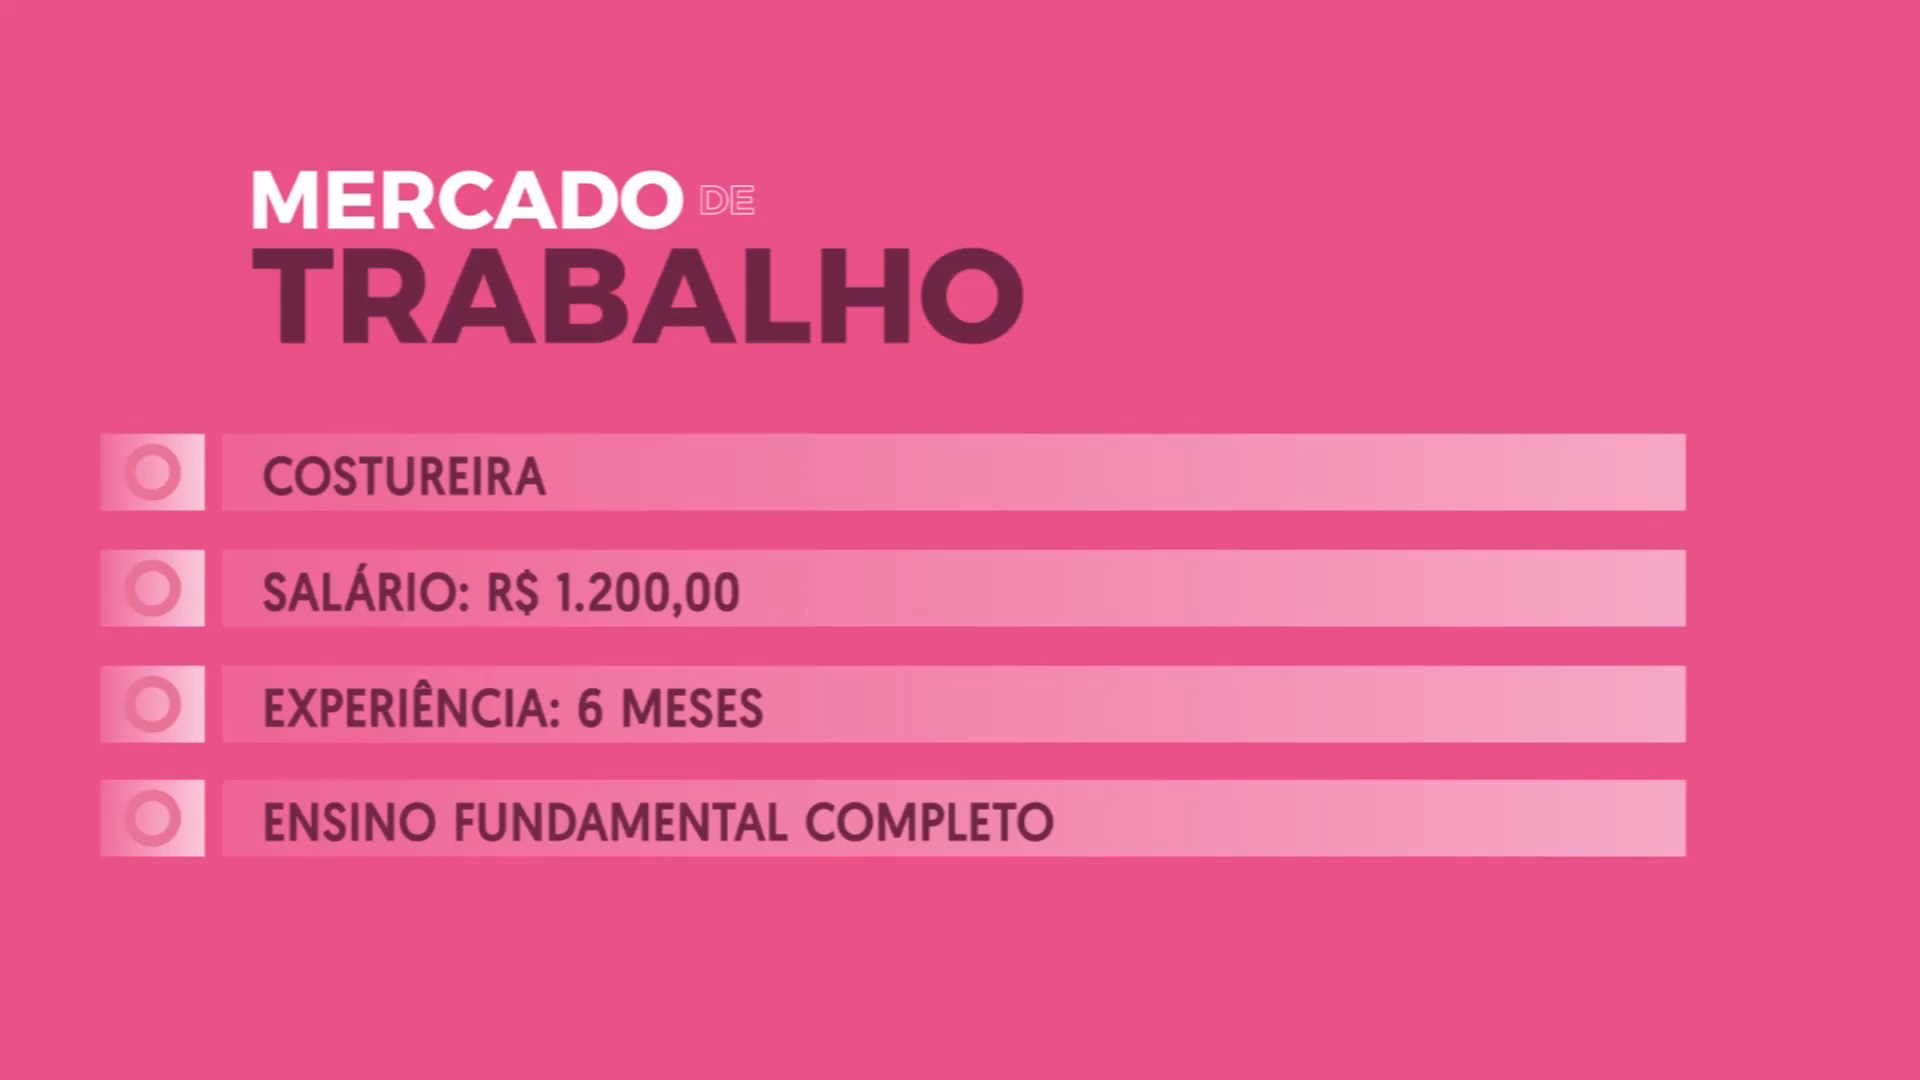 MERCADO DE
TRABALHO
COSTUREIRA
SALÁRIO: R$ 1.200,00
EXPERIÊNCIA: 6 MESES
ENSINO FUNDAMENTAL COMPLETO